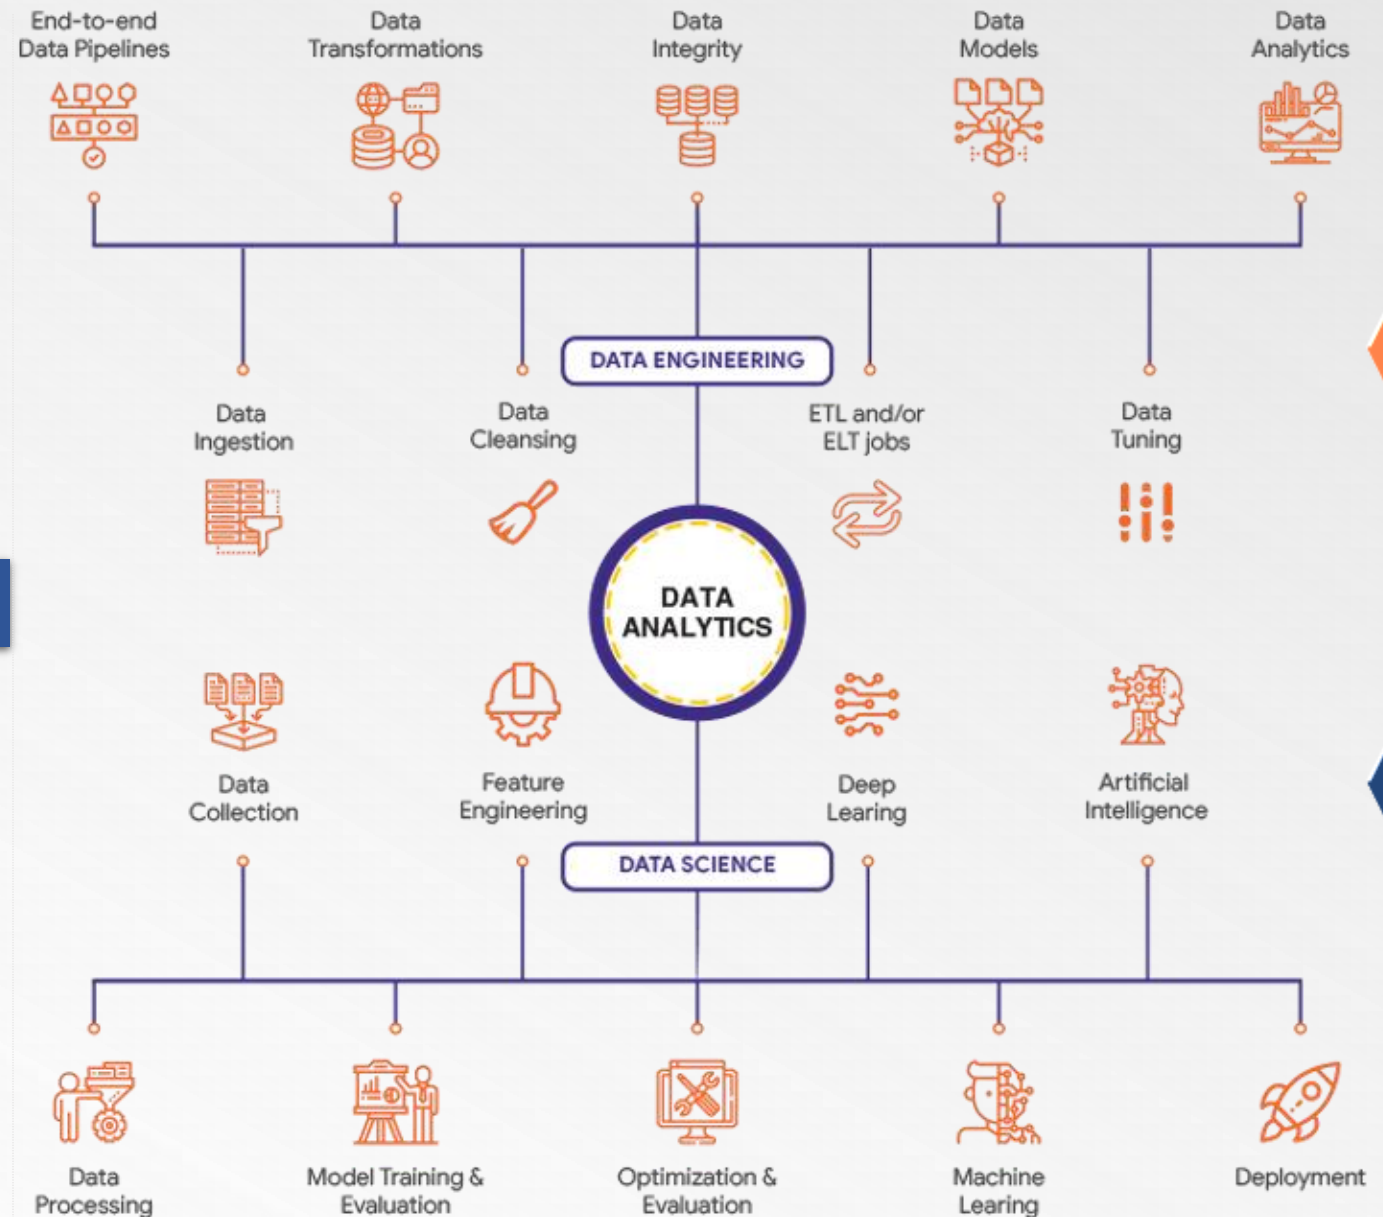 End-to-end
Data Pipelines
Data
Transformations
Data
Integrity
Data
Models
Data
Analytics
DATA ENGINEERING
Data
Ingestion
Data
Cleansing
ETL and/or
ELT jobs
Data
Tuning
DATA
ANALYTICS
Data
Collection
Feature
Engineering
Deep
Learing
Artificial
Intelligence
DATA SCIENCE
Data
Processing
Model Training &
Evaluation
Optimization &
Evaluation
Machine
Learing
Deployment